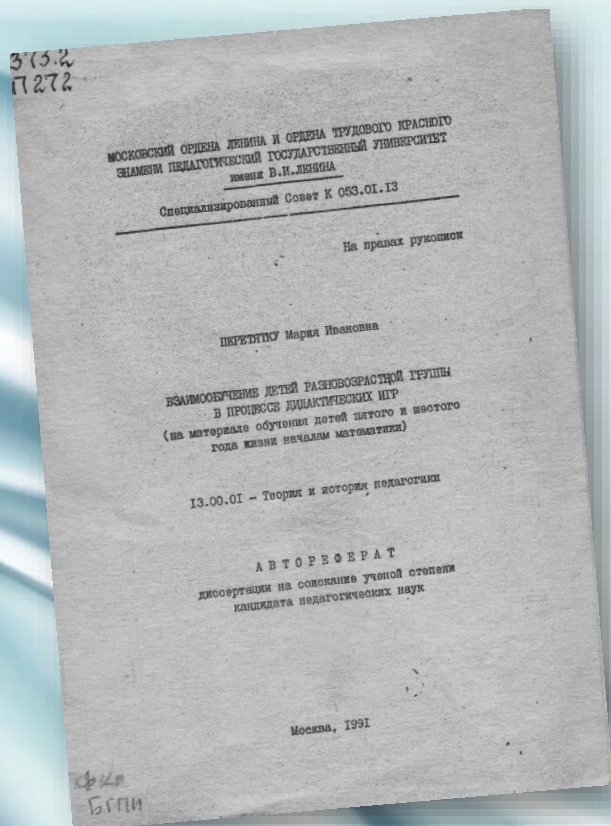 373.2
П 272
МОСКОВСКИЙ ОРДЕНА ЛЕНИНА И ОРДЕНА ТРУДОВОГО КРАСНОГО
ЗНАМЕНИ ПЕДАГОГИЧЕСКИЙ ГОСУДАРСТВЕННЫЙ УНИВЕРСИТЕТ
имени В.И.ЛЕНИНА
Специализированный Совет К 053.01.13
На правах рукописи
ПЕРЕТЯТКУ Мария Ивановна
ВЗАИМООБУЧЕНИЕ ДЕТЕЙ РАЗНОВОЗРАСТНОЙ ГРУППЫ
В ПРОЦЕССЕ ДИДАКТИЧЕСКИХ ИГР
(на материале обучения детей пятого и шестого
года жизни началам математики)
13.00.01 - Теория и история педагогики
АВТОРЕФЕРАТ
диссертации на соискание ученой степени
кандидата педагогических наук
Москва, 1991
БГПИ